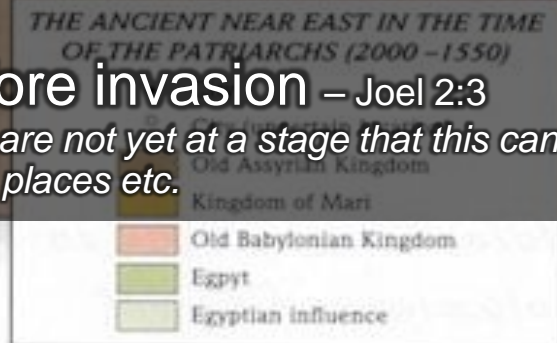 THE ANCIENT NEAR EAST IN THE TIME
OF THE PATRIARCHS (2000 – 1550)
ore invasion – Joel 2:3
are not yet at a stage that this can
Old Assyrian Kingdom
places etc.
Kingdom of Mari
Old Babylonian Kingdom
Egpyt
Egyptian influence